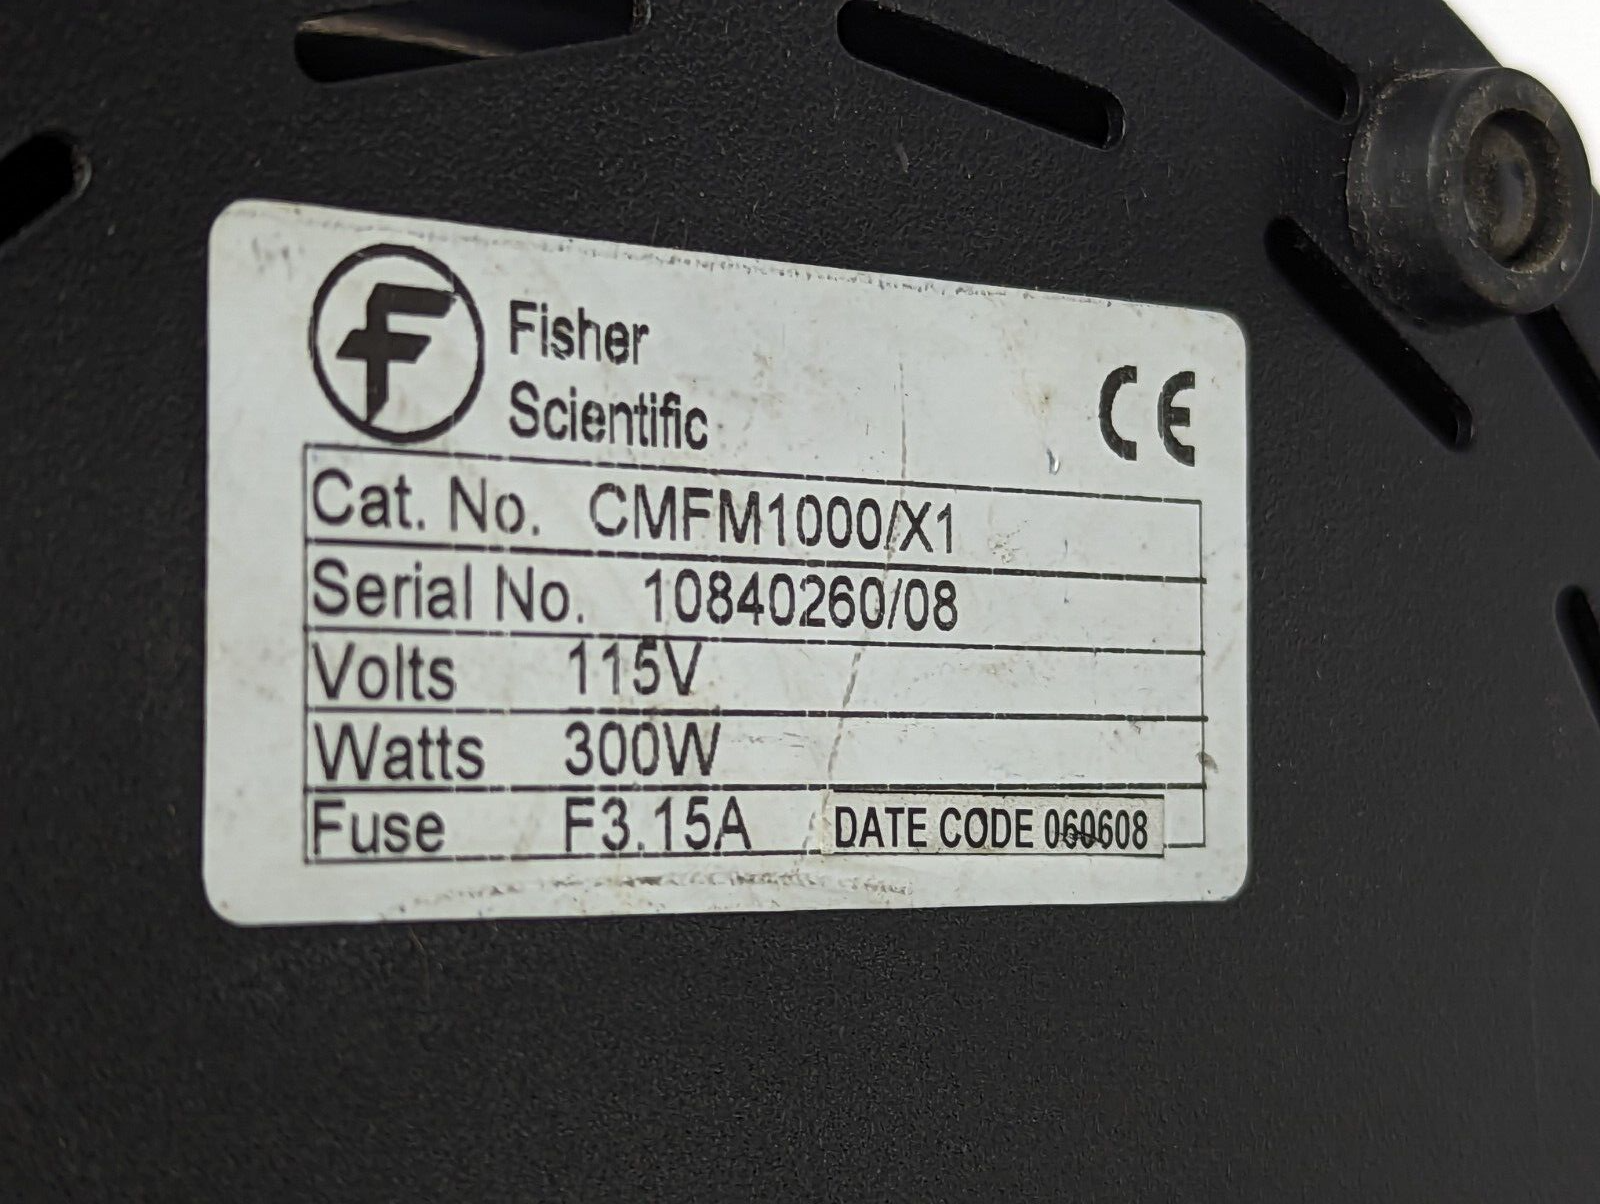 Fisher
Scientific
CE
Cat. No. CMFM1000/X1
Serial No. 10840260/08
Volts 115V
Watts 300W
Fuse F3.15A DATE CODE 060608